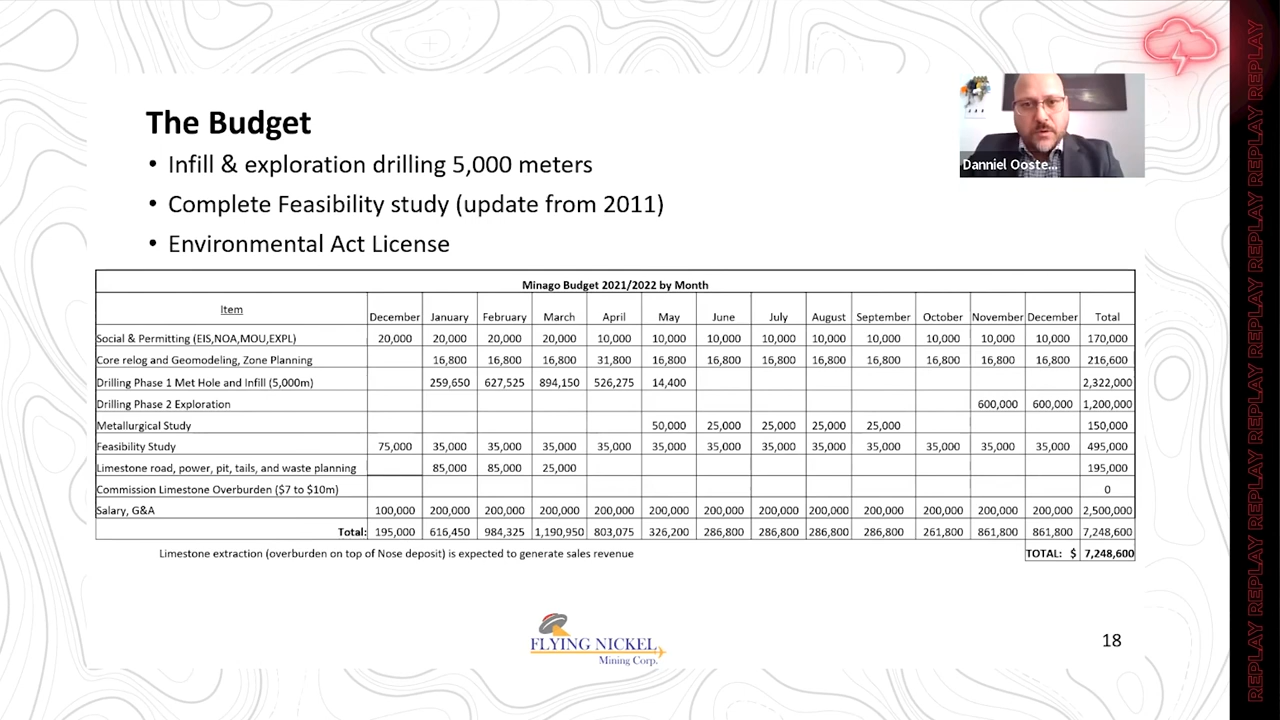 The Budget
• Infill & exploration drilling 5,000 meters
• Complete Feasibility study (update from 2011)
• Environmental Act License
Danniel Ooste...
Minago Budget 2021/2022 by Month
Item December January February March April May June July August September October November December Total
Social & Permitting (EIS,NOA,MOU,EXPL) 20,000 20,000 20,000 20,000 10,000 10,000 10,000 10,000 10,000 10,000 10,000 10,000 10,000 170,000
Core relog and Geomodeling, Zone Planning 16,800 16,800 16,800 31,800 16,800 16,800 16,800 16,800 16,800 16,800 16,800 16,800 216,600
Drilling Phase 1 Met Hole and Infill (5,000m) 259,650 627,525 894,150 526,275 14,400 2,322,000
Drilling Phase 2 Exploration 600,000 600,000 1,200,000
Metallurgical Study 50,000 25,000 25,000 25,000 25,000 150,000
Feasibility Study 75,000 35,000 35,000 35,000 35,000 35,000 35,000 35,000 35,000 35,000 35,000 35,000 35,000 495,000
Limestone road, power, pit, tails, and waste planning 85,000 85,000 25,000 195,000
Commission Limestone Overburden ($7 to $10m) 0
Salary, G&A 100,000 200,000 200,000 200,000 200,000 200,000 200,000 200,000 200,000 200,000 200,000 200,000 200,000 2,500,000
Total: 195,000 616,450 984,325 1,190,950 803,075 326,200 286,800 286,800 286,800 286,800 261,800 861,800 861,800 7,248,600
Limestone extraction (overburden on top of Nose deposit) is expected to generate sales revenue TOTAL: $ 7,248,600
FLYING NICKEL
Mining Corp.
18
REPLAY REPLAY REPLAY REPLAY REPLAY REPLAY REPLAY REPLAY REPLAY